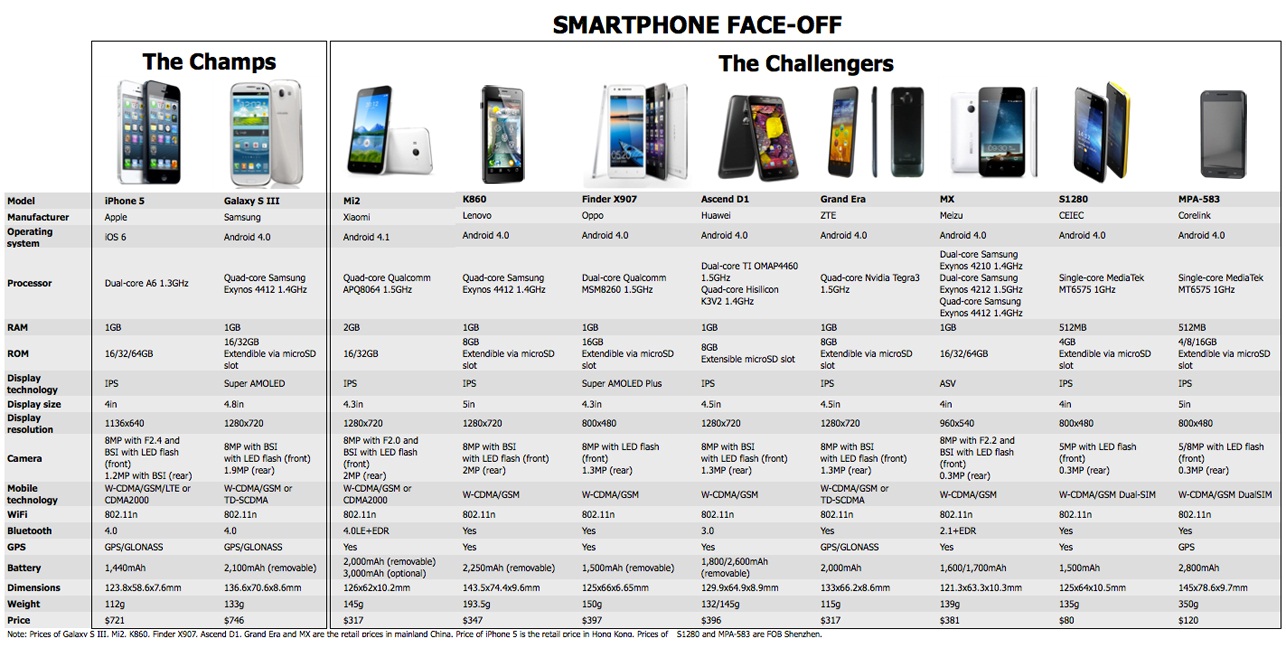 SMARTPHONE FACE-OFF
The Champs
The Challengers
Model iPhone 5 Galaxy S III Mi2 K860 Finder X907 Ascend D1 Grand Era MX S1280 MPA-583
Manufacturer Apple Samsung Xiaomi Lenovo Oppo Huawei ZTE Meizu CEIEC Corelink
Operating system iOS 6 Android 4.0 Android 4.1 Android 4.0 Android 4.0 Android 4.0 Android 4.0 Android 4.0 Android 4.0 Android 4.0
Processor Dual-core A6 1.3GHz Quad-core Samsung Exynos 4412 1.4GHz Quad-core Qualcomm APQ8064 1.5GHz Quad-core Samsung Exynos 4412 1.4GHz Dual-core Qualcomm MSM8260 1.5GHz Dual-core TI OMAP4460 1.5GHz Quad-core Hisilicon K3V2 1.4GHz Quad-core Nvidia Tegra3 1.5GHz Dual-core Samsung Exynos 4210 1.4GHz Dual-core Samsung Exynos 4212 1.5GHz Quad-core Samsung Exynos 4412 1.4GHz Single-core MediaTek MT6575 1GHz Single-core MediaTek MT6575 1GHz
RAM 1GB 1GB 2GB 1GB 1GB 1GB 1GB 1GB 512MB 512MB
ROM 16/32/64GB 16/32GB Extendible via microSD slot 16/32GB 8GB Extendible via microSD slot 16GB Extendible via microSD slot 8GB Extensible microSD slot 8GB Extendible via microSD slot 16/32/64GB 4GB Extendible via microSD slot 4/8/16GB Extendible via microSD slot
Display technology IPS Super AMOLED IPS IPS Super AMOLED Plus IPS IPS ASV IPS IPS
Display size 4in 4.8in 4.3in 5in 4.3in 4.5in 4.5in 4in 4in 5in
Display resolution 1136x640 1280x720 1280x720 1280x720 800x480 1280x720 1280x720 960x540 800x480 800x480
Camera 8MP with F2.4 and BSI with LED flash (front) 1.2MP with BSI (rear) 8MP with BSI with LED flash (front) 1.9MP (rear) 8MP with F2.0 and BSI with LED flash (front) 2MP (rear) 8MP with BSI with LED flash (front) 2MP (rear) 8MP with LED flash (front) 1.3MP (rear) 8MP with BSI with LED flash (front) 1.3MP (rear) 8MP with BSI with LED flash (front) 1.3MP (rear) 8MP with F2.2 and BSI with LED flash (front) 0.3MP (rear) 5MP with LED flash (front) 0.3MP (rear) 5/8MP with LED flash (front) 0.3MP (rear)
Mobile technology W-CDMA/GSM/LTE or CDMA2000 W-CDMA/GSM or TD-SCDMA W-CDMA/GSM or CDMA2000 W-CDMA/GSM W-CDMA/GSM W-CDMA/GSM W-CDMA/GSM or TD-SCDMA W-CDMA/GSM W-CDMA/GSM Dual-SIM W-CDMA/GSM DualSIM
WiFi 802.11n 802.11n 802.11n 802.11n 802.11n 802.11n 802.11n 802.11n 802.11n 802.11n
Bluetooth 4.0 4.0 4.0LE+EDR Yes Yes 3.0 Yes 2.1+EDR Yes Yes
GPS GPS/GLONASS GPS/GLONASS Yes Yes Yes Yes GPS/GLONASS Yes Yes GPS
Battery 1,440mAh 2,100mAh (removable) 2,000mAh (removable) 3,000mAh (optional) 2,250mAh (removable) 1,500mAh (removable) 1,800/2,600mAh (removable) 2,000mAh 1,600/1,700mAh 1,500mAh 2,800mAh
Dimensions 123.8x58.6x7.6mm 136.6x70.6x8.6mm 126x62x10.2mm 143.5x74.4x9.6mm 125x66x6.65mm 129.9x64.9x8.9mm 133x66.2x8.6mm 121.3x63.3x10.3mm 125x64x10.5mm 145x78.6x9.7mm
Weight 112g 133g 145g 193.5g 150g 132/145g 115g 139g 135g 350g
Price $721 $746 $317 $347 $397 $396 $317 $381 $80 $120
Note: Prices of Galaxy S III, Mi2, K860, Finder X907, Ascend D1, Grand Era and MX are the retail prices in mainland China. Price of iPhone 5 is the retail price in Hong Kong. Prices of S1280 and MPA-583 are FOB Shenzhen.